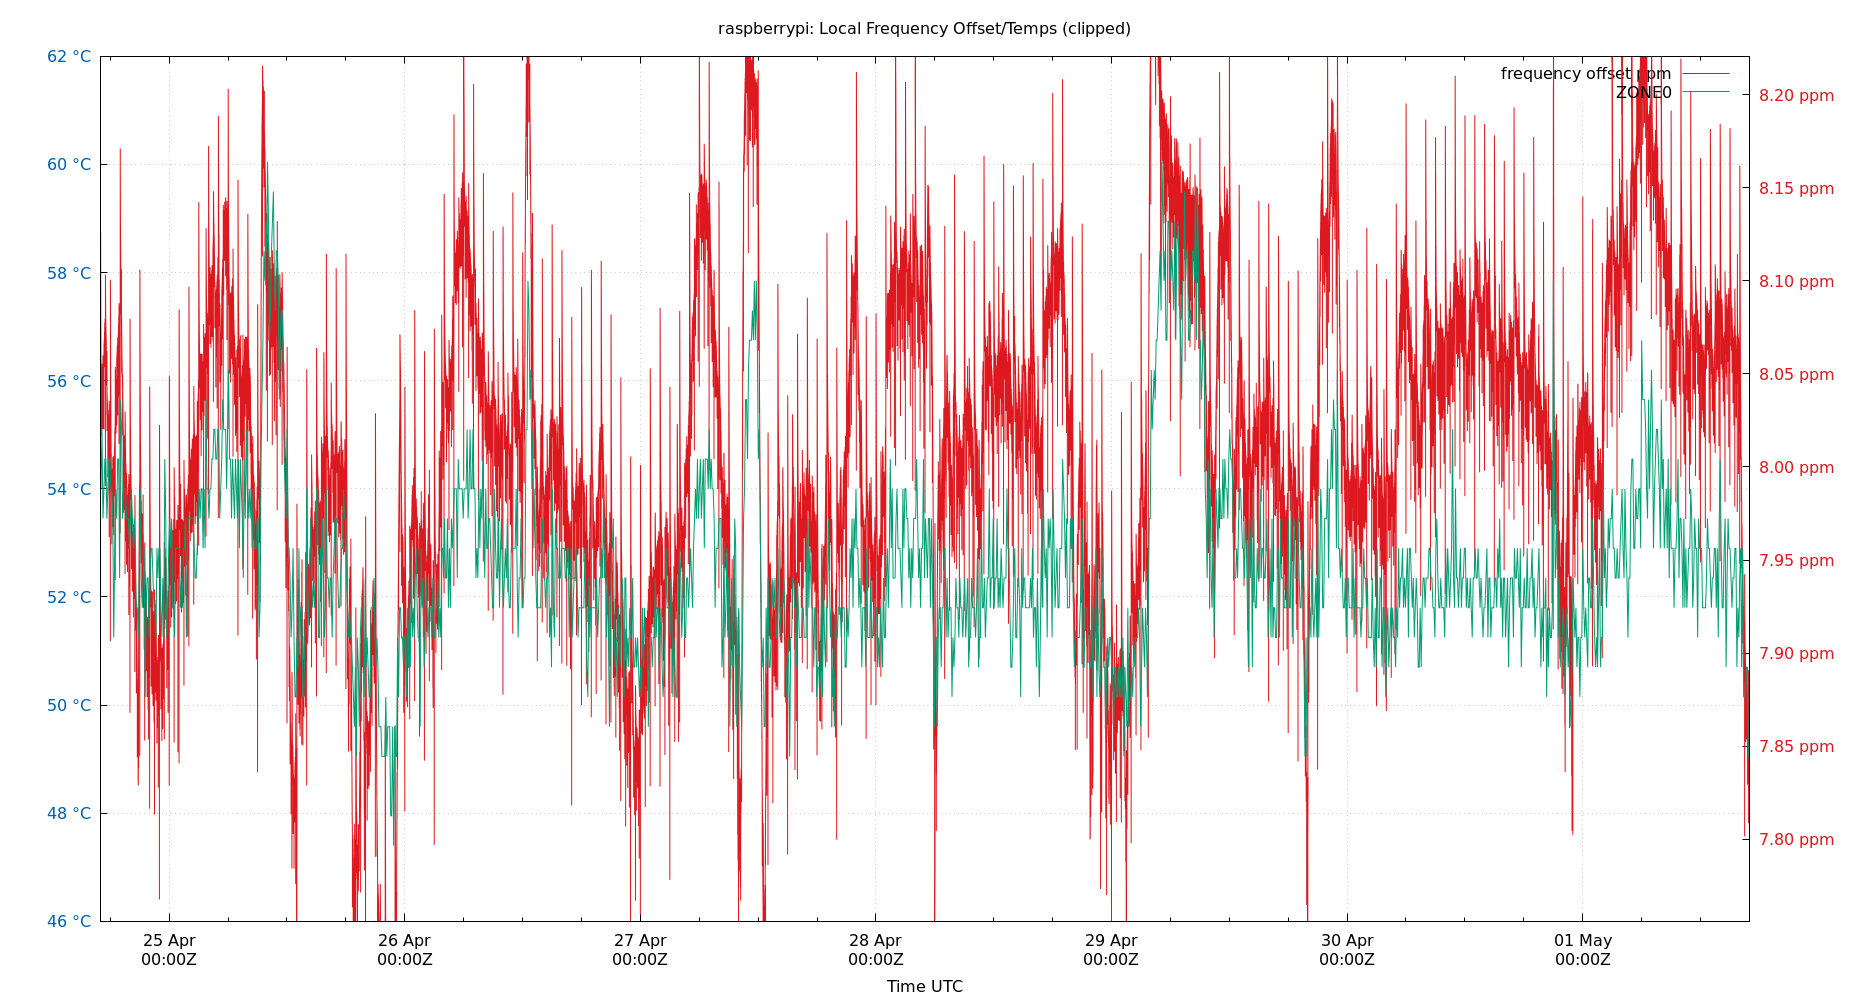 raspberrypi: Local Frequency Offset/Temps (clipped)
62 °C
60 °C
58 °C
56 °C
54 °C
52 °C
50 °C
48 °C
46 °C
frequency offset ppm
ZONE0
8.20 ppm
8.15 ppm
8.10 ppm
8.05 ppm
8.00 ppm
7.95 ppm
7.90 ppm
7.85 ppm
7.80 ppm
25 Apr 26 Apr 27 Apr 28 Apr 29 Apr 30 Apr 01 May
00:00Z 00:00Z 00:00Z 00:00Z 00:00Z 00:00Z 00:00Z
Time UTC